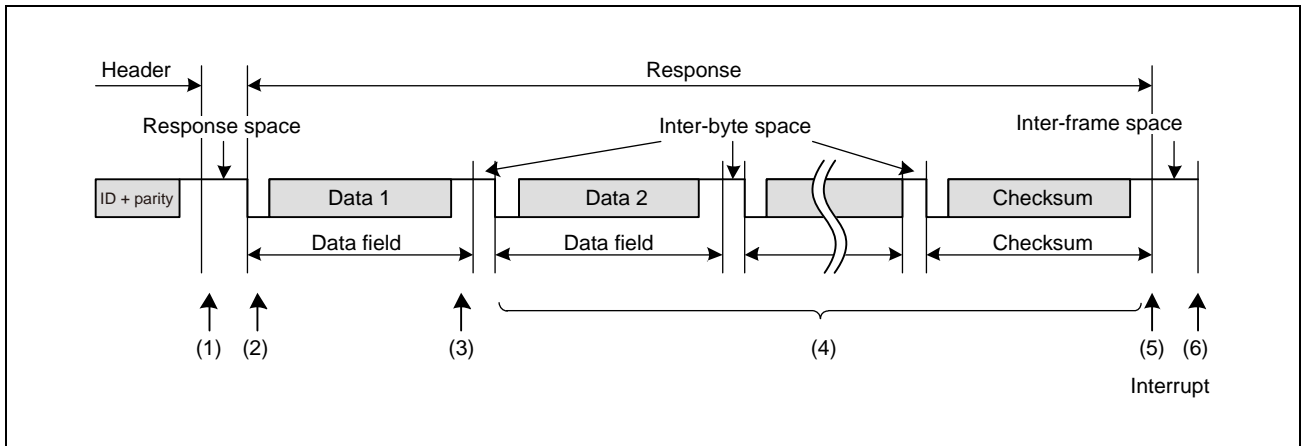 Header
Response
Response space
Inter-byte space
Inter-frame space
ID + parity
Data 1
Data 2
Checksum
Data field
Data field
Checksum
(1)
(2)
(3)
(4)
(5)
(6)
Interrupt